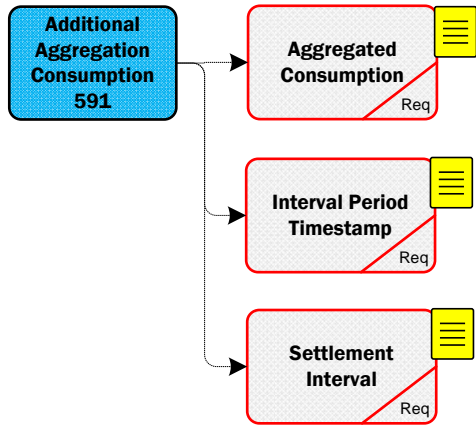 Additional
Aggregation
Consumption
591
Aggregated
Consumption
Req
Interval Period
Timestamp
Req
Settlement
Interval
Req